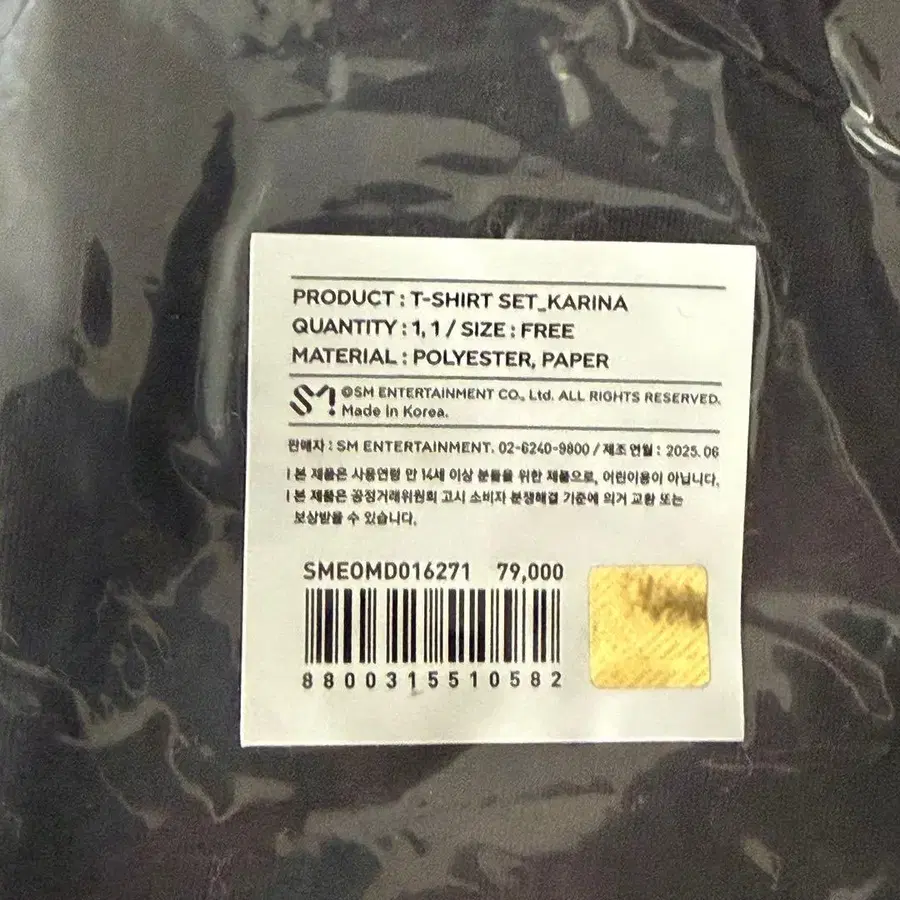 PRODUCT : T-SHIRT SET_KARINA
QUANTITY : 1, 1 / SIZE : FREE
MATERIAL : POLYESTER, PAPER
SM ©SM ENTERTAINMENT CO., Ltd. ALL RIGHTS RESERVED.
Made In Korea.
판매자 : SM ENTERTAINMENT. 02-6240-9800 / 제조 연월 : 2025.06
| 본 제품은 사용연령 만 14세 이상 분들을 위한 제품으로, 어린이용이 아닙니다.
| 본 제품은 공정거래위원회 고시 소비자 분쟁해결 기준에 의거 교환 또는
보상받을 수 있습니다.
SMEOMD016271 79,000
8800315510582